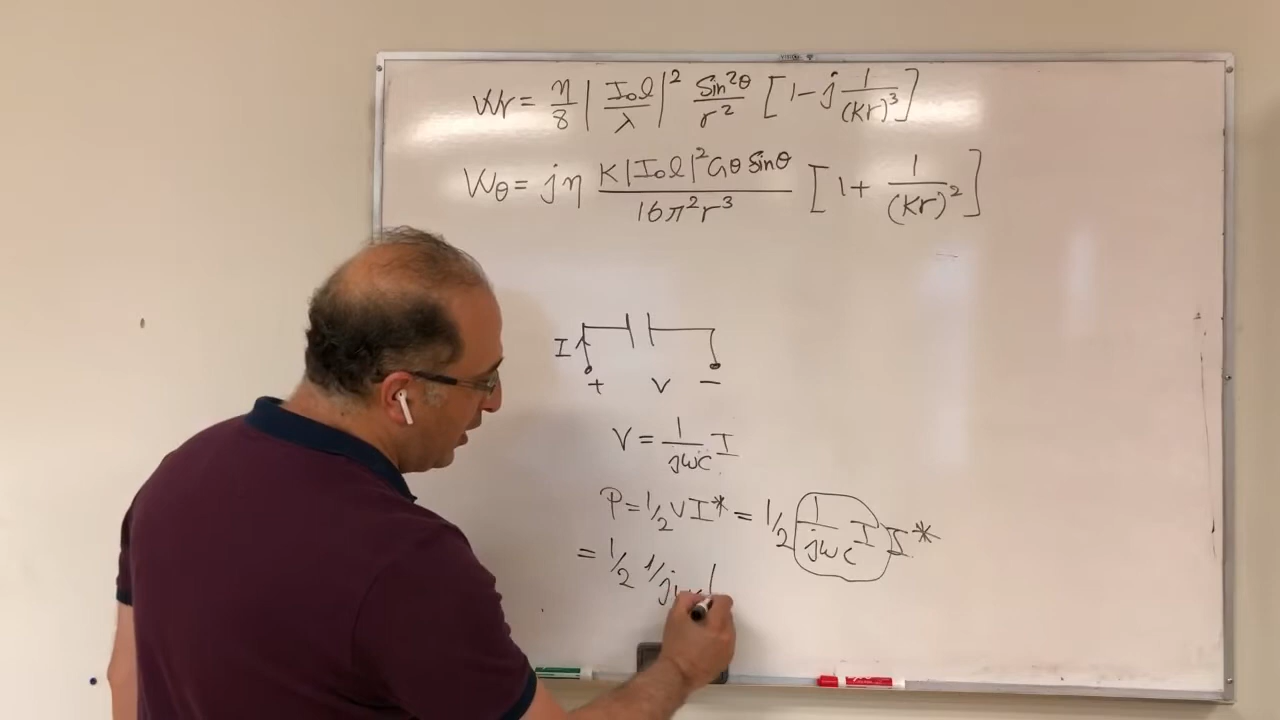 Wr = η/8 |I₀l/λ|² Sin²θ/r² [1 - j 1/(Kr)³]
Wθ = jη K|I₀l|² Cosθ Sinθ / 16π²r³ [1 + 1/(Kr)²]
I
+ V -
V = 1/jωc I
P = 1/2 V I* = 1/2 1/jωc I I*
= 1/2 1/jω